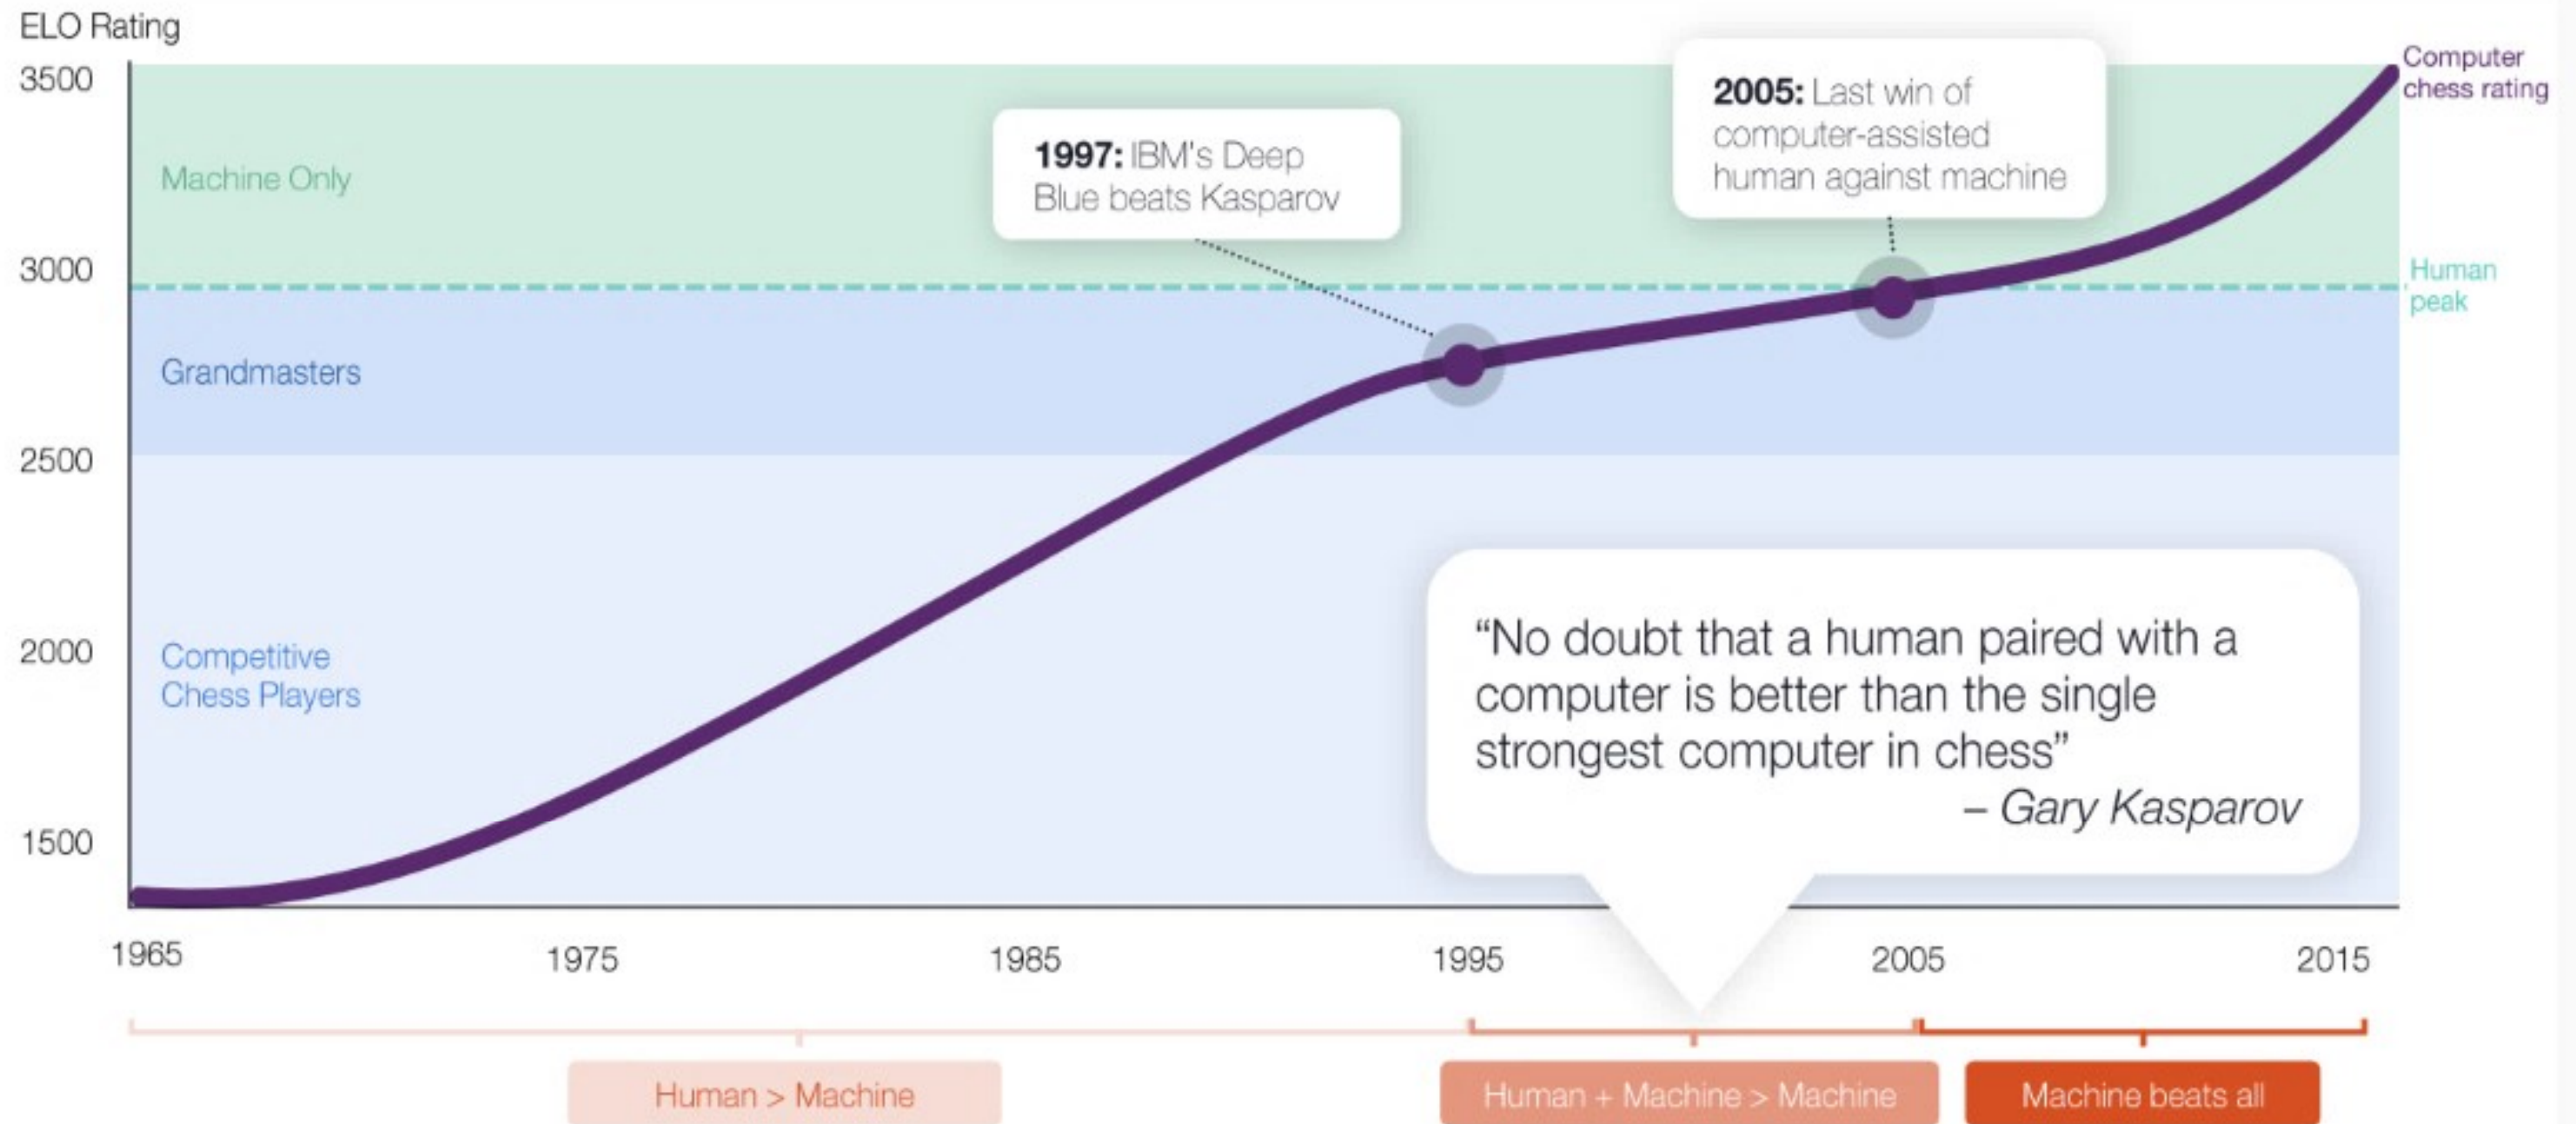 ELO Rating
3500
3000
2500
2000
1500
Machine Only
Grandmasters
Competitive
Chess Players
1997: IBM's Deep
Blue beats Kasparov
2005: Last win of
computer-assisted
human against machine
Computer
chess rating
Human
peak
“No doubt that a human paired with a
computer is better than the single
strongest computer in chess”
– Gary Kasparov
1965
1975
1985
1995
2005
2015
Human > Machine
Human + Machine > Machine
Machine beats all